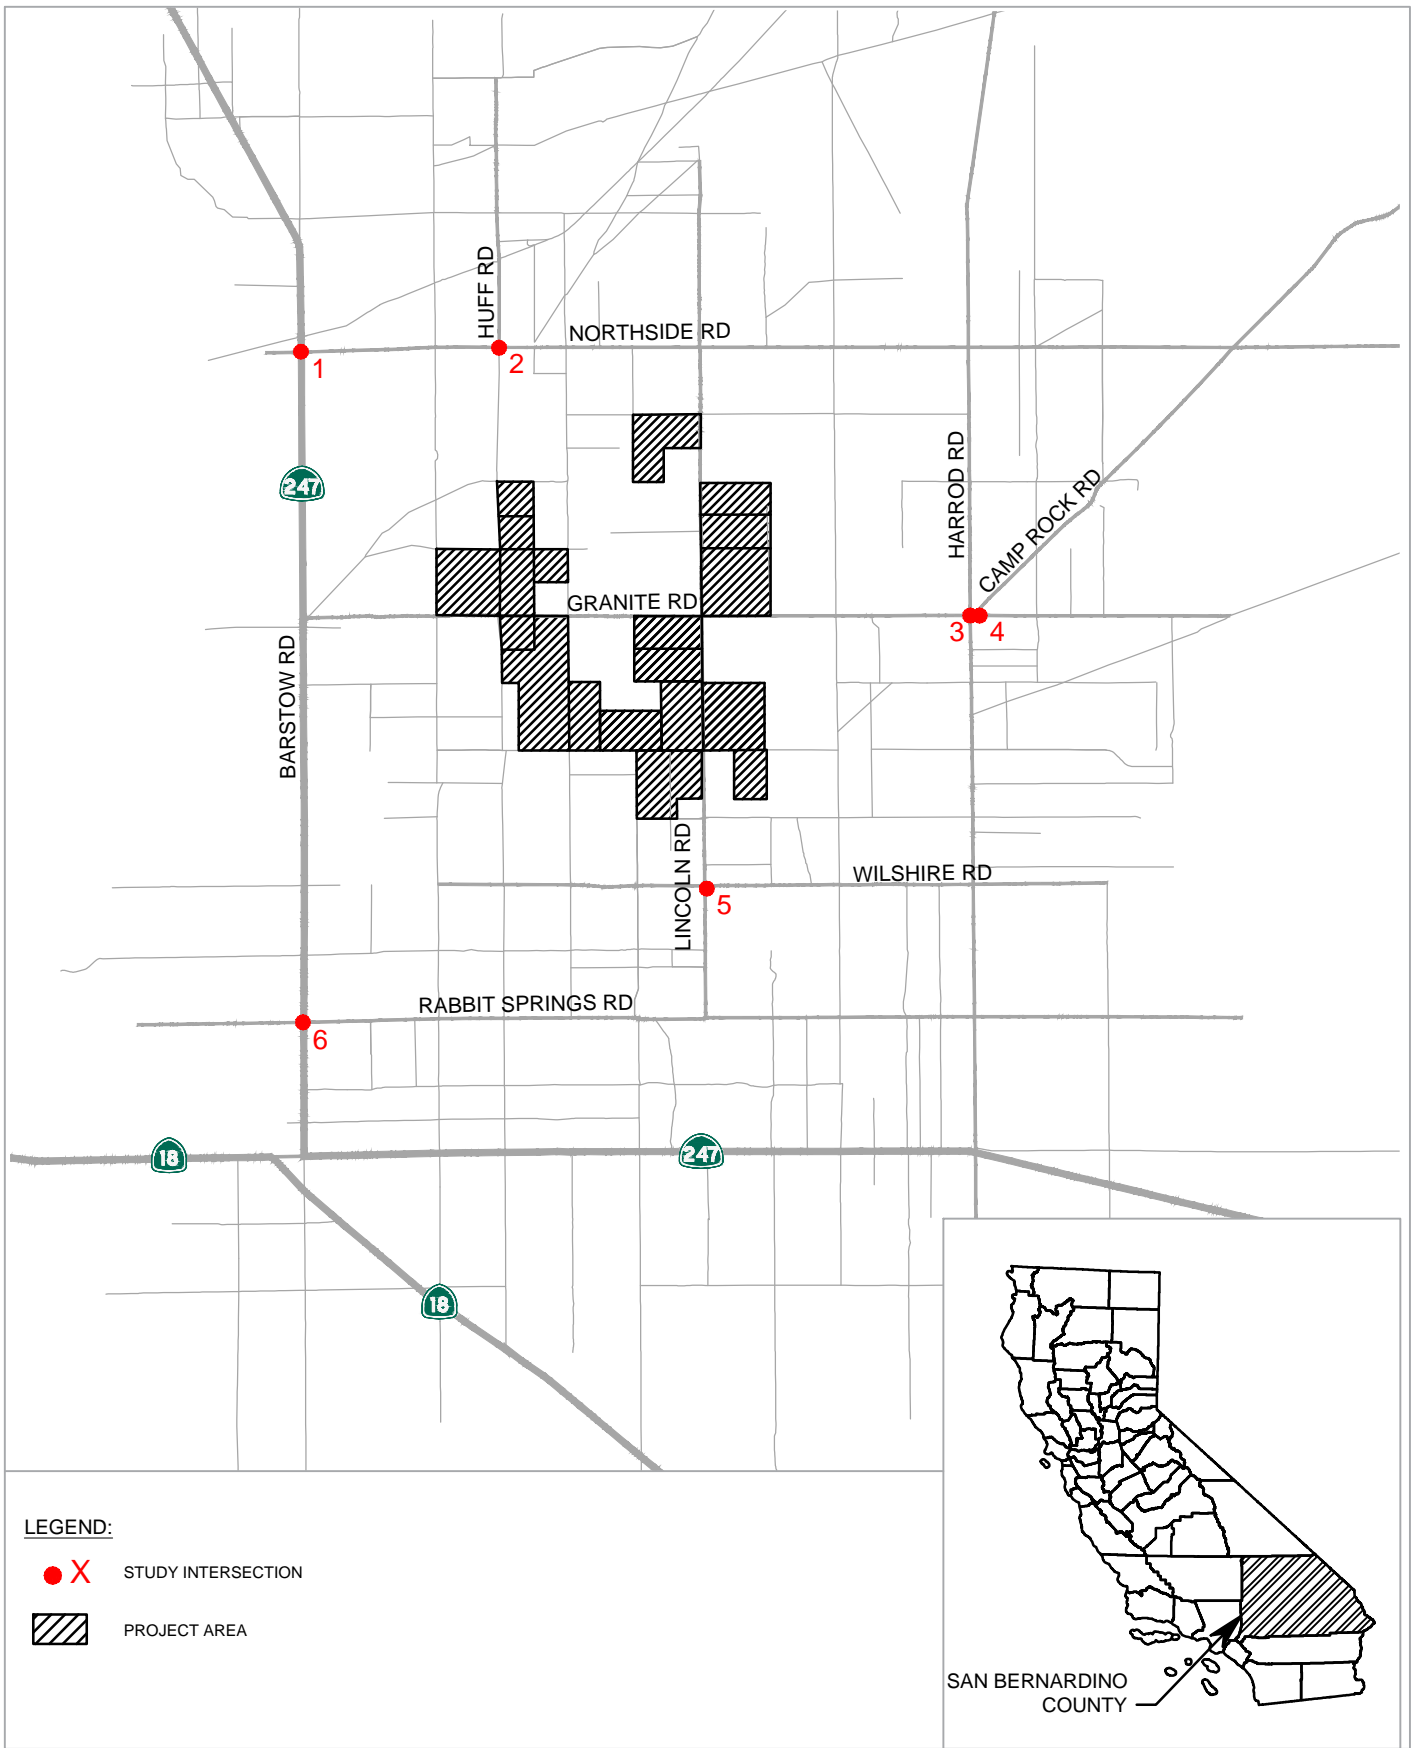 HUFF RD
NORTHSIDE RD
1
2
247
HARROD RD
CAMP ROCK RD
GRANITE RD
3
4
BARSTOW RD
LINCOLN RD
WILSHIRE RD
5
RABBIT SPRINGS RD
6
18
247
18
LEGEND:
X
STUDY INTERSECTION
PROJECT AREA
SAN BERNARDINO
COUNTY